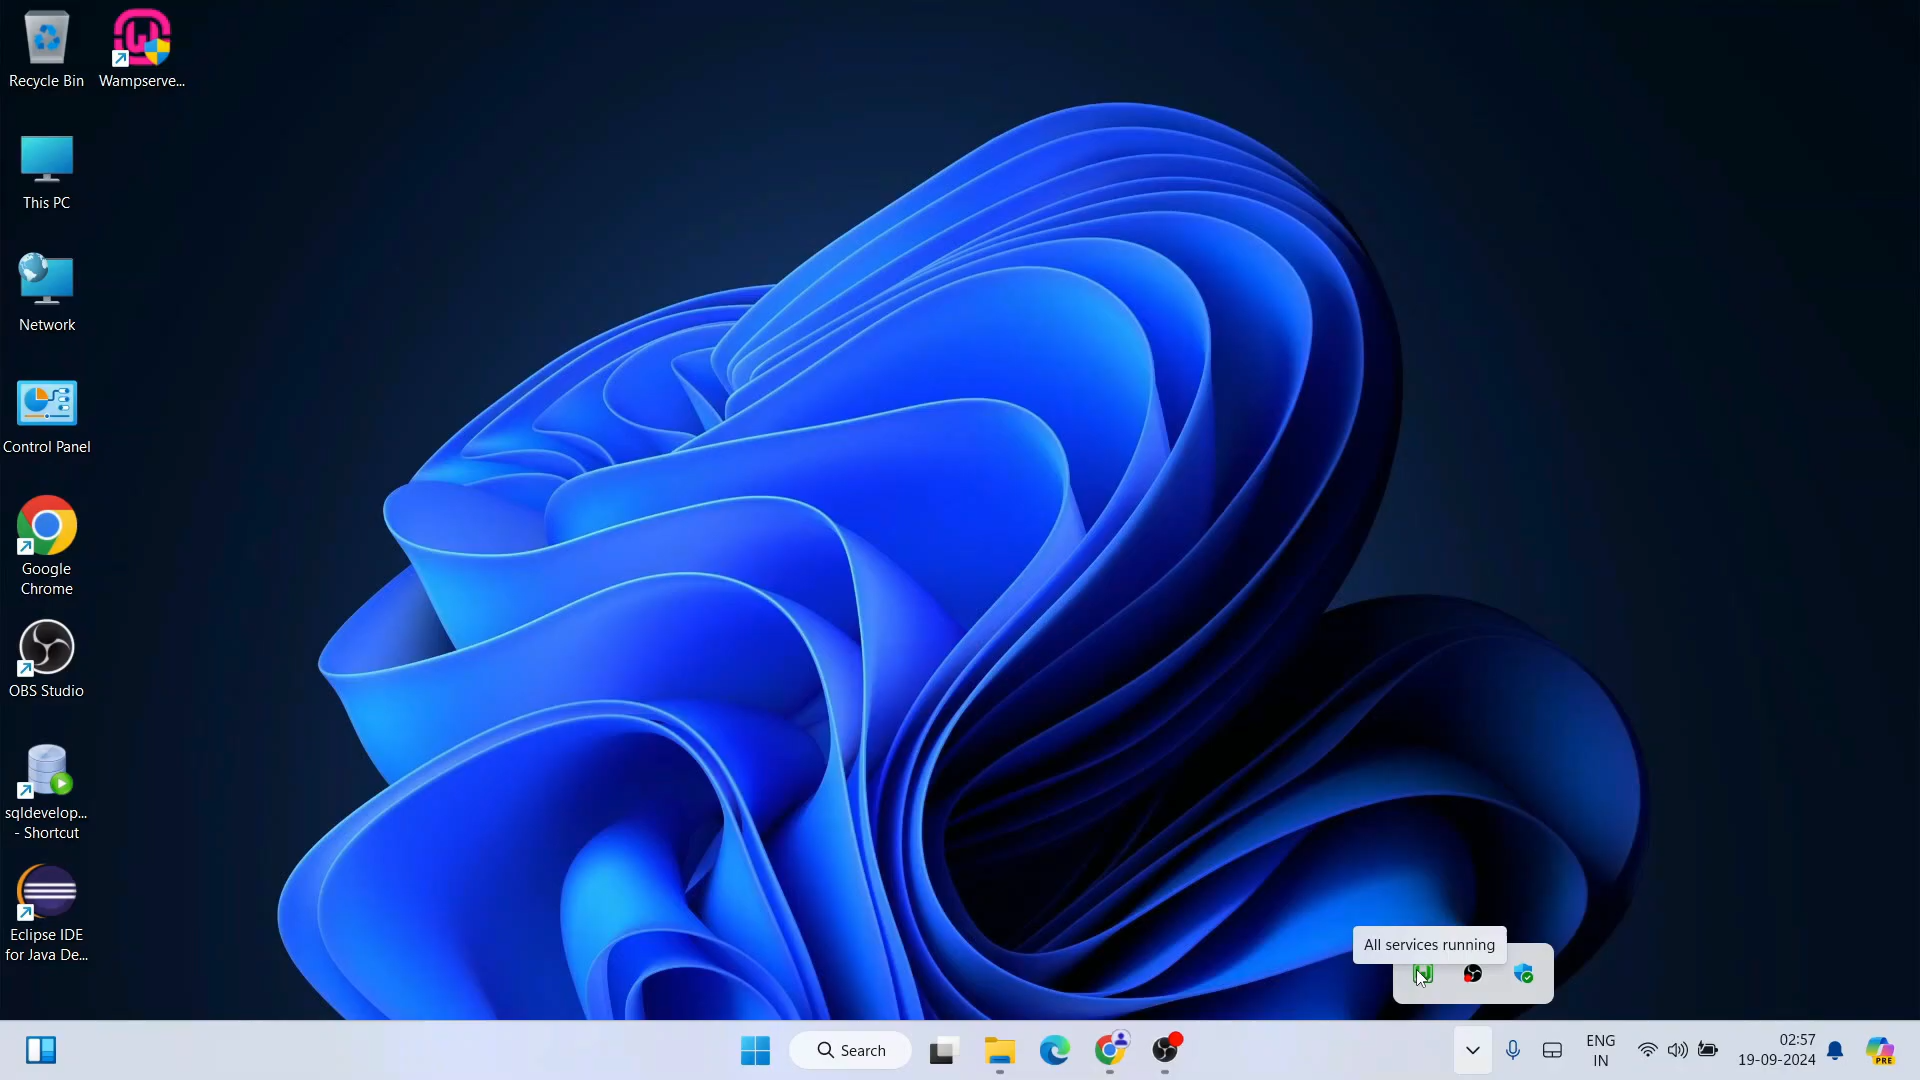 Recycle Bin
Wampserve...
This PC
Network
Control Panel
Google
Chrome
OBS Studio
sqldevelop...
- Shortcut
Eclipse IDE
for Java De...
All services running
Search
ENG
IN
02:57
19-09-2024
PRE